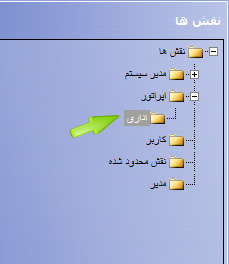 نقش ها
نقش ها
مدیر سیستم
اپراتور
اداری
کاربر
نقش محدود شده
مدیر